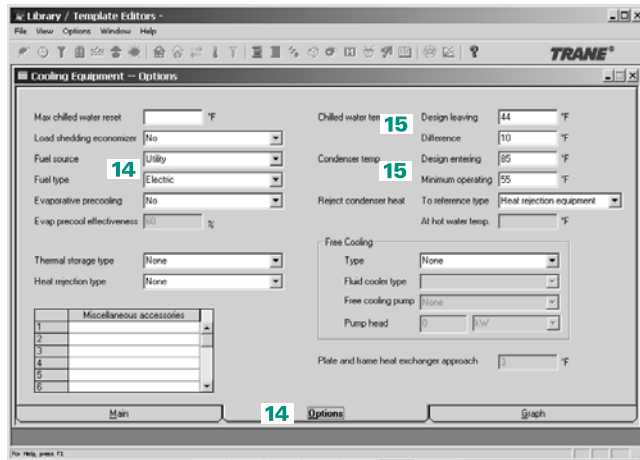 Library / Template Editors -
File View Options Window Help
TRANE®
Cooling Equipment -- Options
Max chilled water reset °F
Load shedding economizer No
Fuel source Utility
14
Fuel type Electric
Evaporative precooling No
Evap precool effectiveness 60 %
Thermal storage type None
Heat rejection type None
Miscellaneous accessories
1
2
3
4
5
6
Chilled water tem 15 Design leaving 44 °F
Difference 10 °F
Condenser temp 15 Design entering 85 °F
Minimum operating 55 °F
Reject condenser heat To reference type Heat rejection equipment
At hot water temp. °F
Free Cooling
Type None
Fluid cooler type
Free cooling pump None
Pump head 0 kW
Plate and frame heat exchanger approach 3 °F
Main 14 Options Graph
For Help, press F1